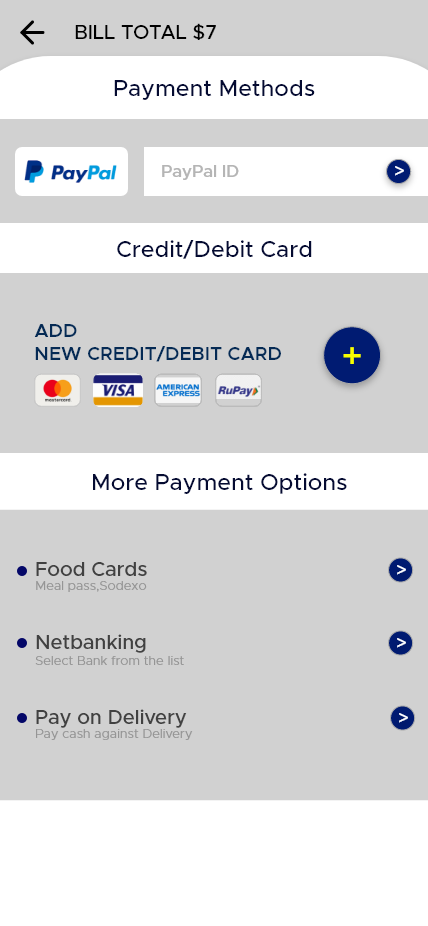 BILL TOTAL $7
Payment Methods
PayPal
PayPal ID
>
Credit/Debit Card
ADD
NEW CREDIT/DEBIT CARD
+
mastercard
VISA
AMERICAN
EXPRESS
RuPay
More Payment Options
Food Cards
>
Meal pass,Sodexo
Netbanking
>
Select Bank from the list
Pay on Delivery
>
Pay cash against Delivery